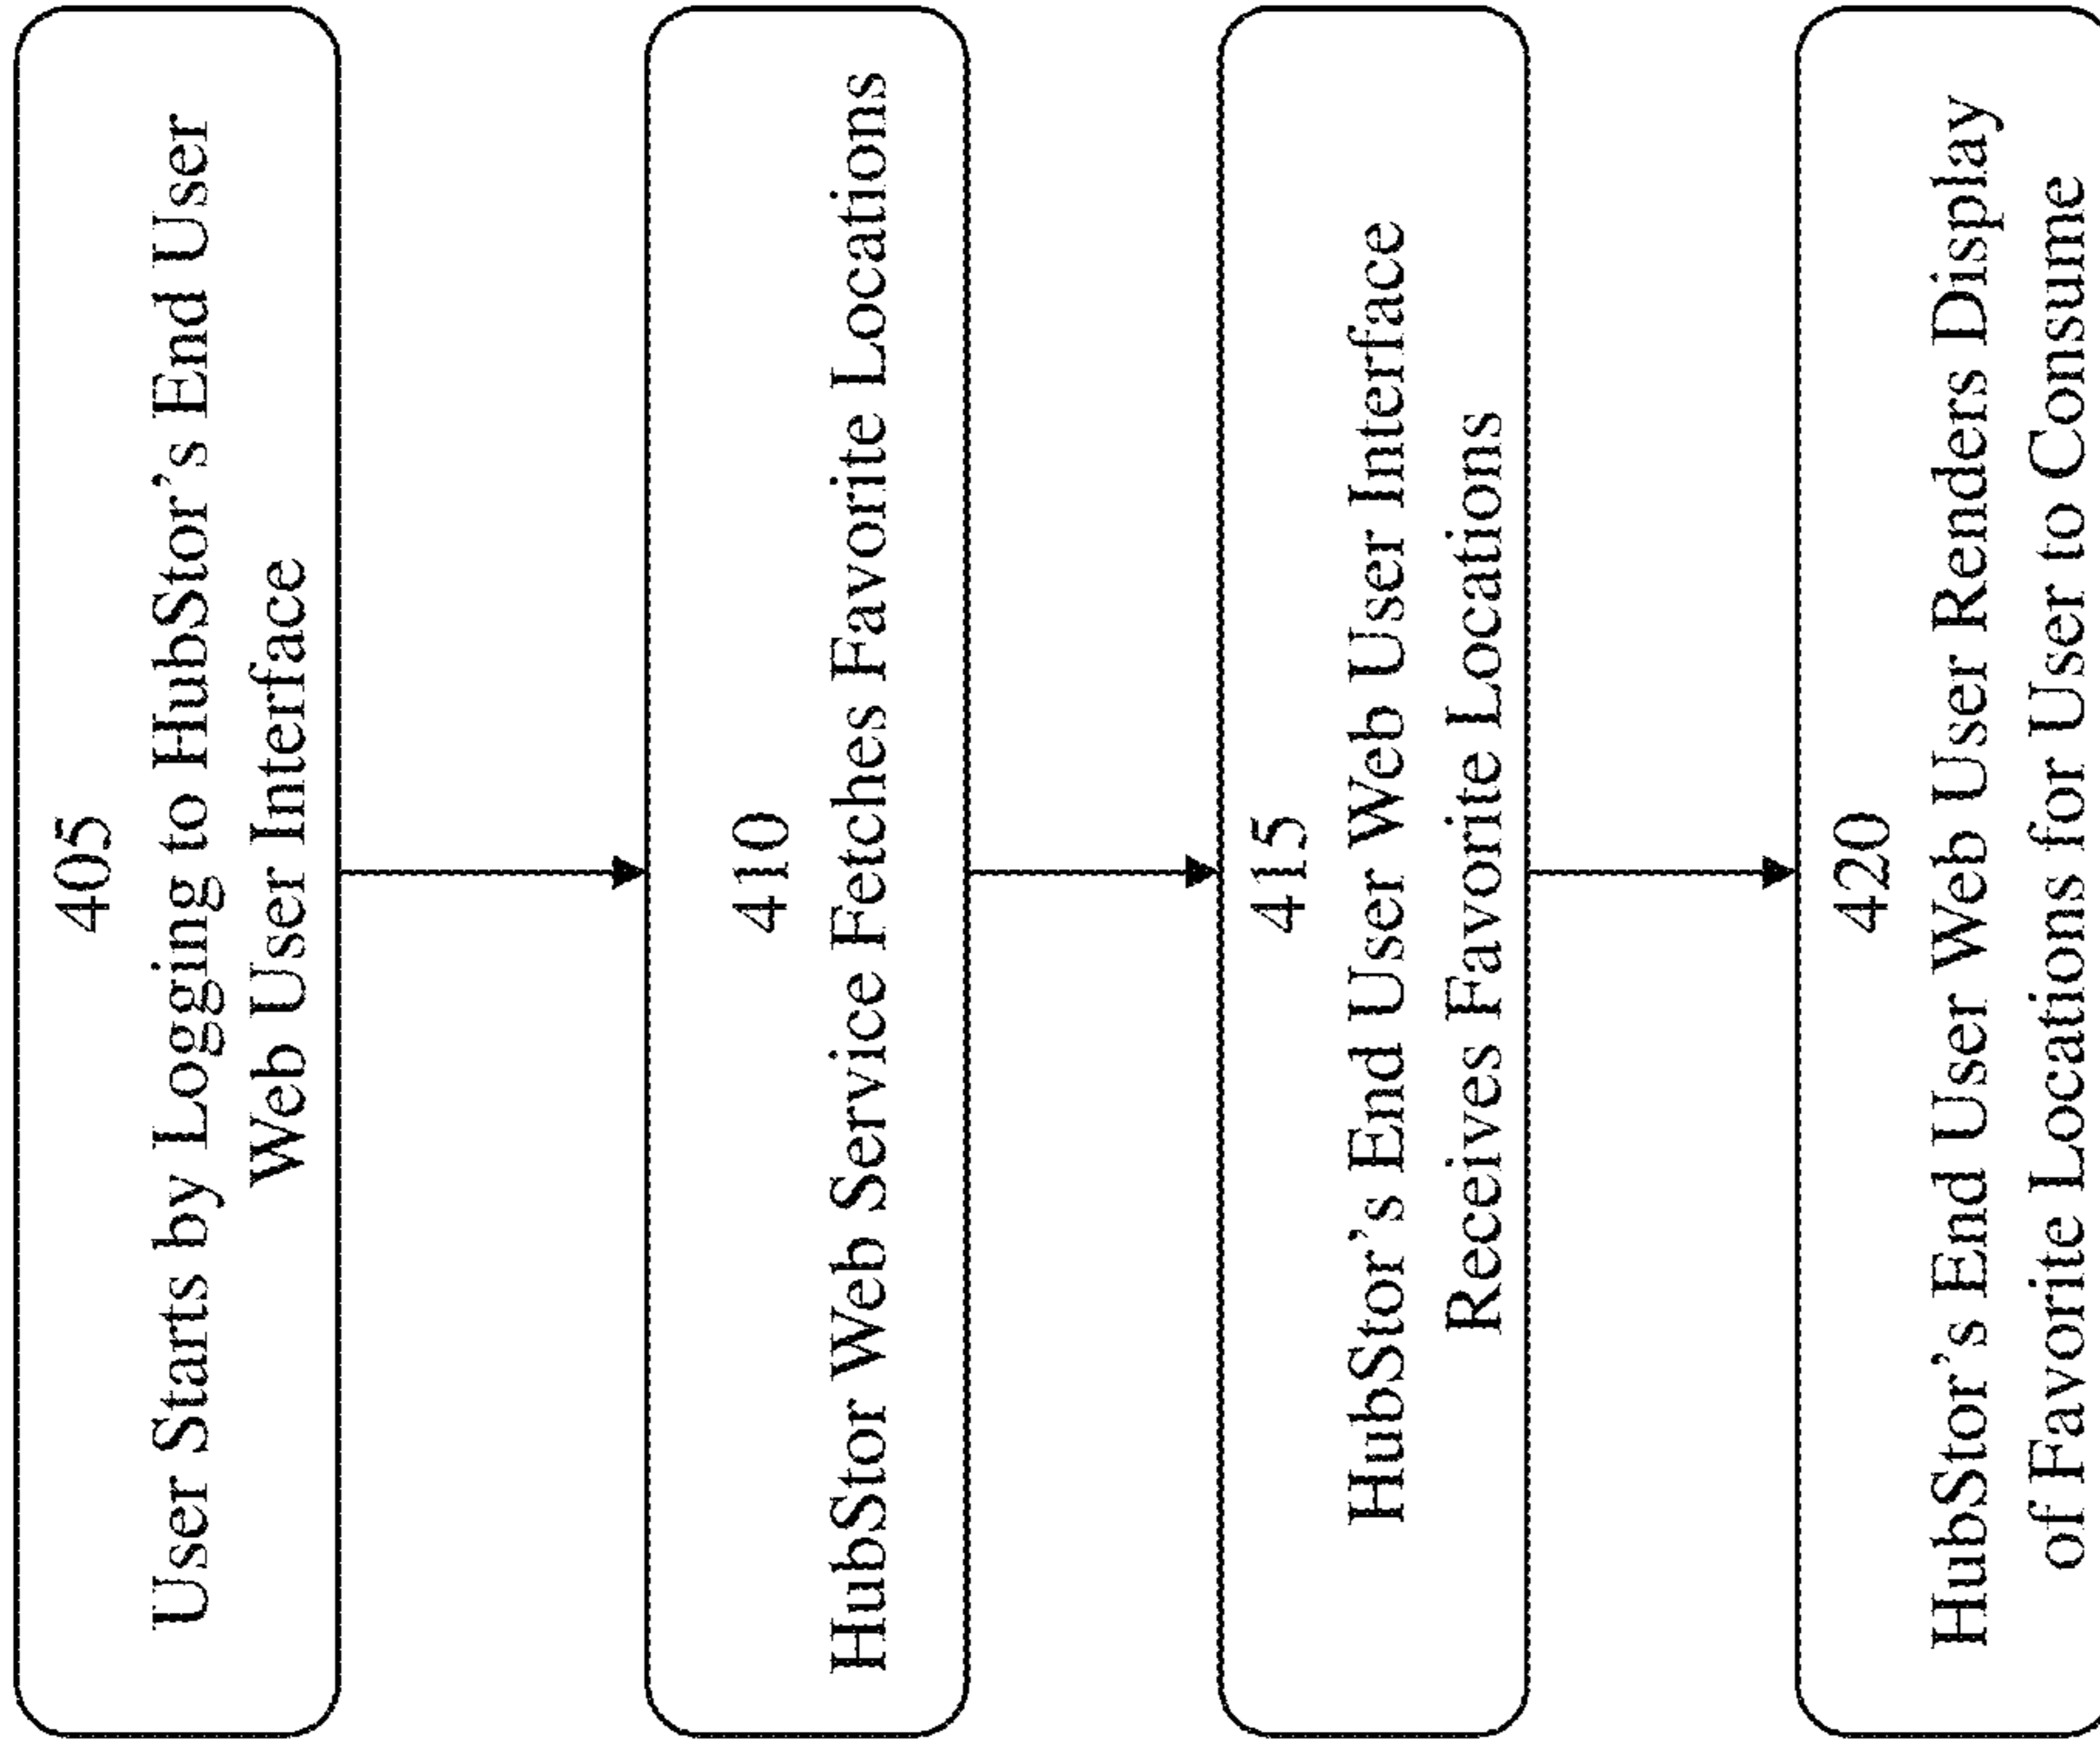 405
User Starts by Logging to HubStor's End User
Web User Interface
410
HubStor Web Service Fetches Favorite Locations
415
HubStor's End User Web User Interface
Receives Favorite Locations
420
HubStor's End User Web User Renders Display
of Favorite Locations for User to Consume